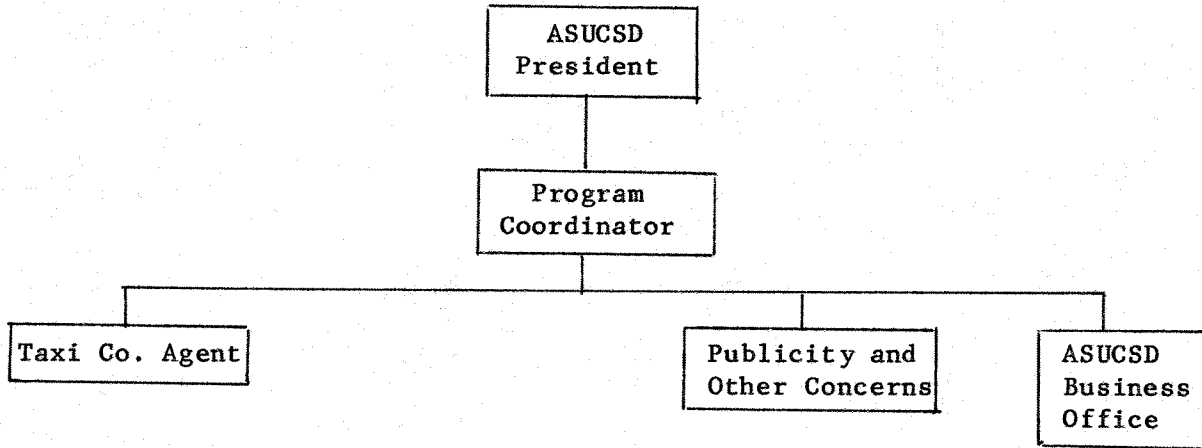 ASUCSD
President
Program
Coordinator
Taxi Co. Agent
Publicity and
Other Concerns
ASUCSD
Business
Office